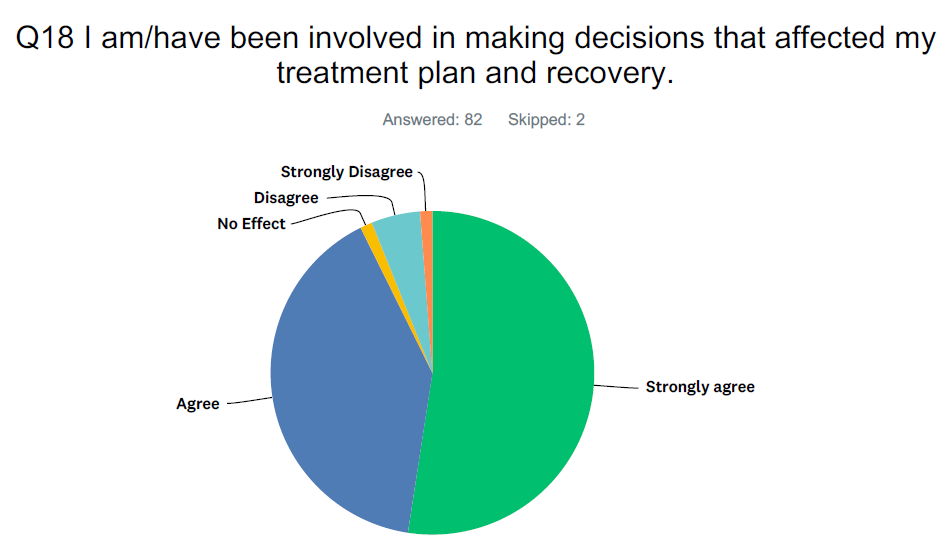 Q18 I am/have been involved in making decisions that affected my
treatment plan and recovery.
Answered: 82 Skipped: 2
Strongly Disagree
Disagree
No Effect
Strongly agree
Agree